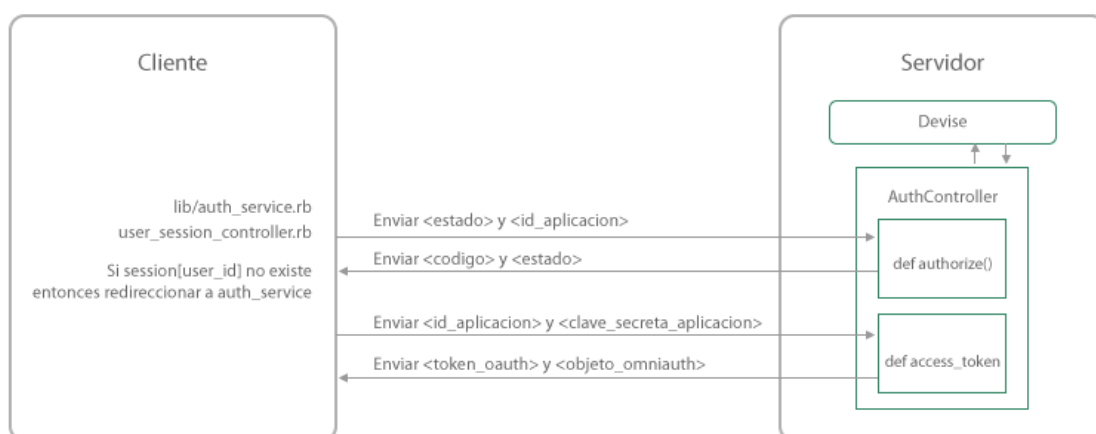 Cliente
Servidor
Devise
AuthController
lib/auth_service.rb
user_session_controller.rb
Si session[user_id] no existe
entonces redireccionar a auth_service
Enviar <estado> y <id_aplicacion>
Enviar <codigo> y <estado>
def authorize()
Enviar <id_aplicacion> y <clave_secreta_aplicacion>
Enviar <token_oauth> y <objeto_omniauth>
def access_token